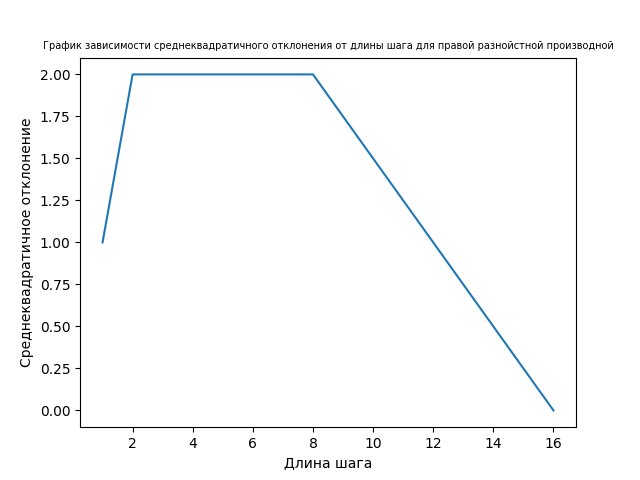 График зависимости среднеквадратичного отклонения от длины шага для правой разнойстной производной
2.00
1.75
1.50
1.25
1.00
0.75
0.50
0.25
0.00
Среднеквадратичное отклонение
2 4 6 8 10 12 14 16
Длина шага